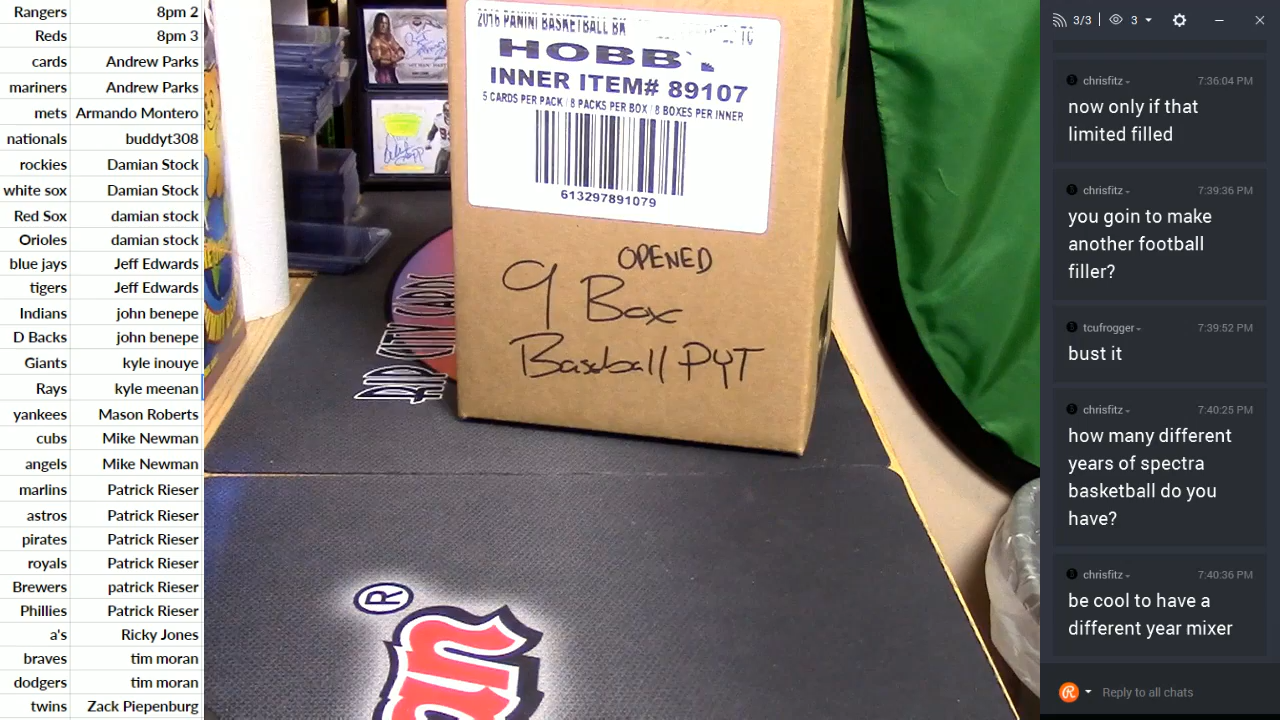 Rangers 8pm 2
Reds 8pm 3
cards Andrew Parks
mariners Andrew Parks
mets Armando Montero
nationals buddyt308
rockies Damian Stock
white sox Damian Stock
Red Sox damian stock
Orioles damian stock
blue jays Jeff Edwards
tigers Jeff Edwards
Indians john benepe
D Backs john benepe
Giants kyle inouye
Rays kyle meenan
yankees Mason Roberts
cubs Mike Newman
angels Mike Newman
marlins Patrick Rieser
astros Patrick Rieser
pirates Patrick Rieser
royals Patrick Rieser
Brewers patrick Rieser
Phillies Patrick Rieser
a's Ricky Jones
braves tim moran
dodgers tim moran
twins Zack Piepenburg
2016 PANINI BASKETBALL BK
HOBBY
INNER ITEM# 89107
5 CARDS PER PACK / 8 PACKS PER BOX / 8 BOXES PER INNER
613297891079
OPENED
9 Box
Baseball PYT
RIP CITY CARDS
®
3/3 | 3
chrisfitz 7:36:04 PM
now only if that
limited filled
chrisfitz 7:39:36 PM
you goin to make
another football
filler?
tcufrogger 7:39:52 PM
bust it
chrisfitz 7:40:25 PM
how many different
years of spectra
basketball do you
have?
chrisfitz 7:40:36 PM
be cool to have a
different year mixer
Reply to all chats